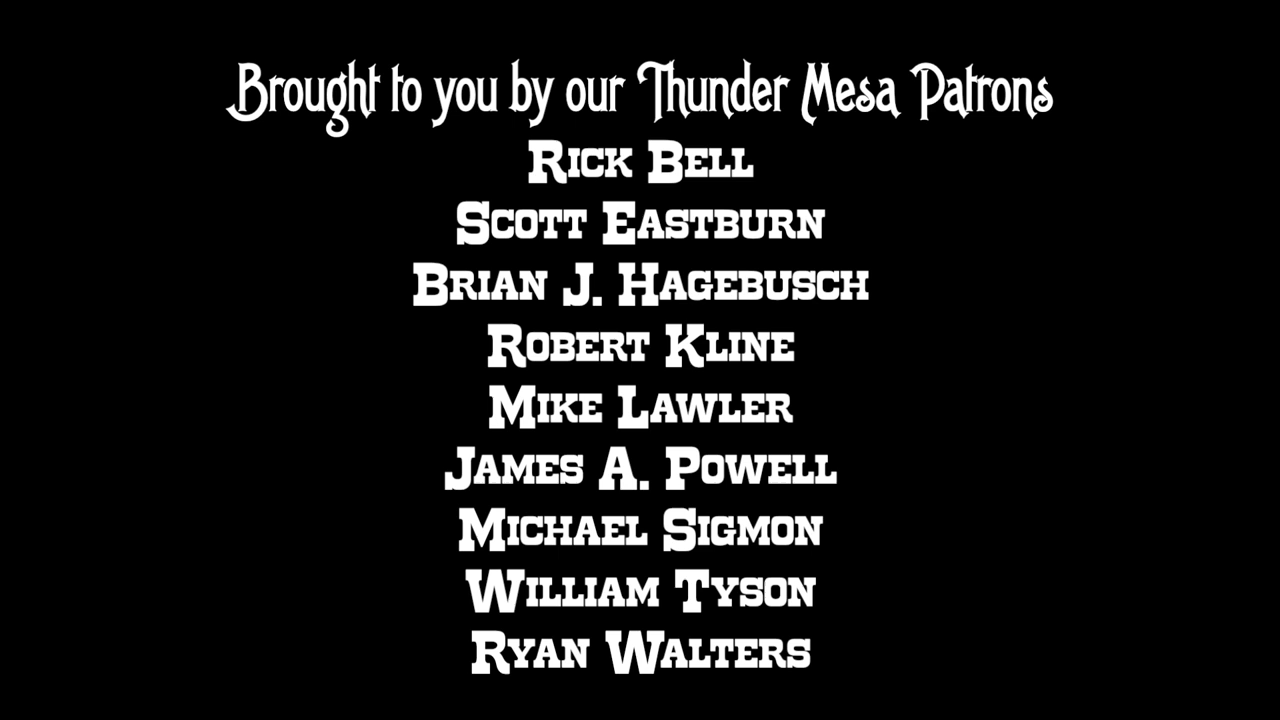 Brought to you by our Thunder Mesa Patrons
Rick Bell
Scott Eastburn
Brian J. Hagebusch
Robert Kline
Mike Lawler
James A. Powell
Michael Sigmon
William Tyson
Ryan Walters